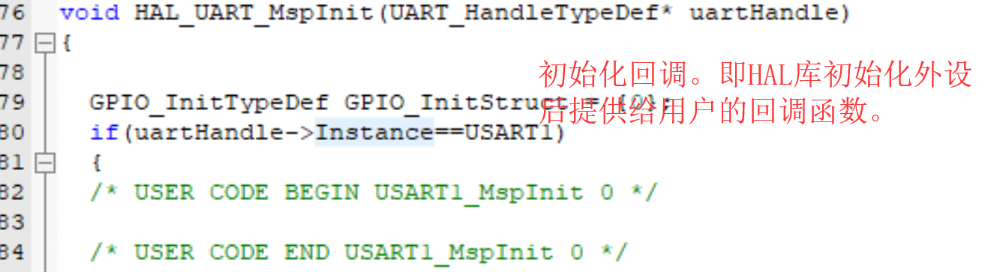 76 void HAL_UART_MspInit(UART_HandleTypeDef* uartHandle)
77 {
78
初始化回调。即HAL库初始化外设
79 GPIO_InitTypeDef GPIO_InitStruct = {0};
后提供给用户的回调函数。
80 if(uartHandle->Instance==USART1)
81 {
82 /* USER CODE BEGIN USART1_MspInit 0 */
83
84 /* USER CODE END USART1_MspInit 0 */